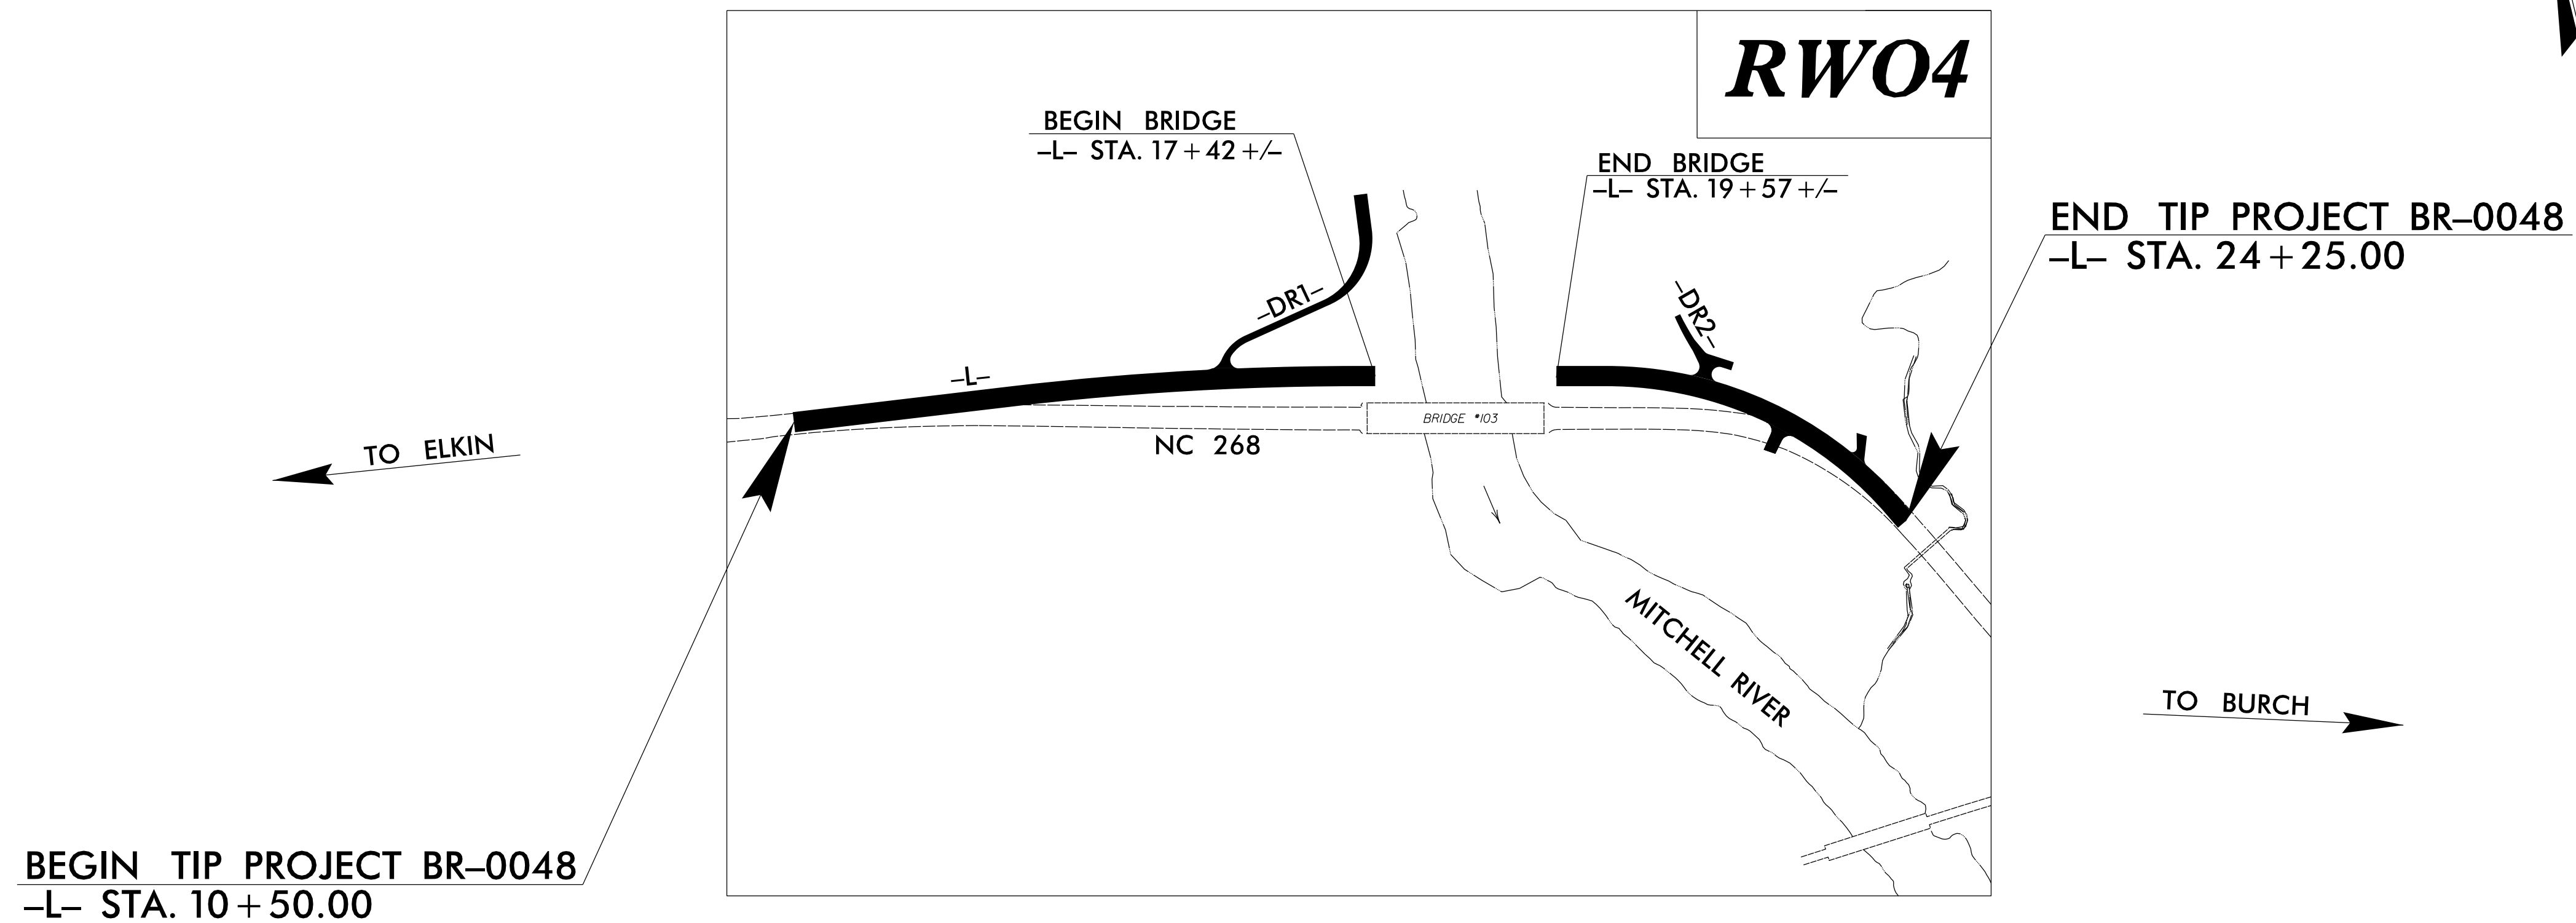 RW04
BEGIN BRIDGE
-L- STA. 17+42 +/-
END BRIDGE
-L- STA. 19+57 +/-
END TIP PROJECT BR-0048
-L- STA. 24+25.00
-DR1-
-DR2-
-L-
BRIDGE #103
NC 268
TO ELKIN
MITCHELL RIVER
TO BURCH
BEGIN TIP PROJECT BR-0048
-L- STA. 10+50.00